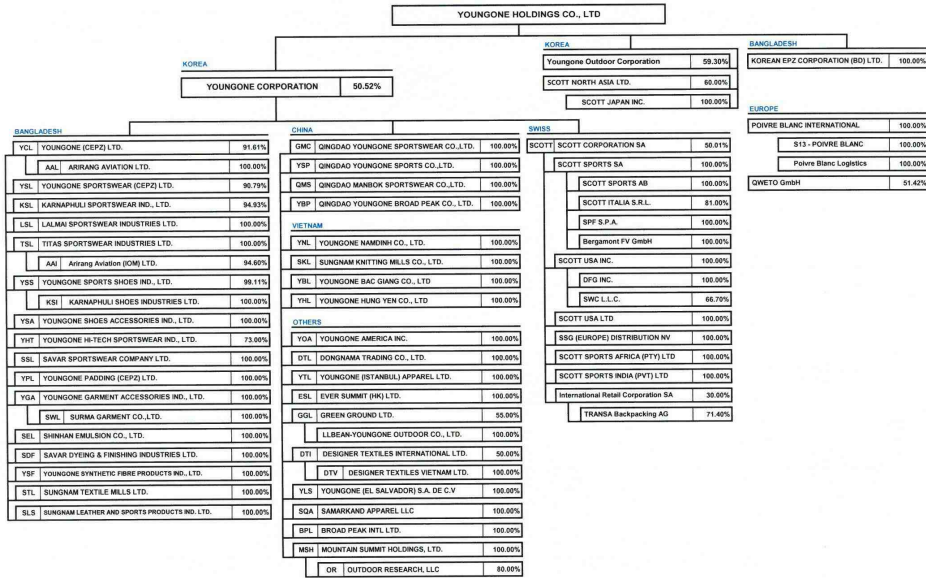 YOUNGONE HOLDINGS CO., LTD
KOREA
YOUNGONE CORPORATION 50.52%
KOREA
Youngone Outdoor Corporation 59.30%
SCOTT NORTH ASIA LTD. 60.00%
SCOTT JAPAN INC. 100.00%
BANGLADESH
KOREAN EPZ CORPORATION (BD) LTD. 100.00%
EUROPE
POIVRE BLANC INTERNATIONAL 100.00%
S13 - POIVRE BLANC 100.00%
Poivre Blanc Logistics 100.00%
QWETO GmbH 51.42%
BANGLADESH
YCL YOUNGONE (CEPZ) LTD. 91.61%
AAL ARIRANG AVIATION LTD. 100.00%
YSL YOUNGONE SPORTSWEAR (CEPZ) LTD. 90.79%
KSL KARNAPHULI SPORTSWEAR IND., LTD. 94.93%
LSL LALMAI SPORTSWEAR INDUSTRIES LTD. 100.00%
TSL TITAS SPORTSWEAR INDUSTRIES LTD. 100.00%
AAI Arirang Aviation (IOM) LTD. 94.60%
YSS YOUNGONE SPORTS SHOES IND., LTD. 99.11%
KSI KARNAPHULI SHOES INDUSTRIES LTD. 100.00%
YSA YOUNGONE SHOES ACCESSORIES IND., LTD. 100.00%
YHT YOUNGONE HI-TECH SPORTSWEAR IND., LTD. 73.00%
SSL SAVAR SPORTSWEAR COMPANY LTD. 100.00%
YPL YOUNGONE PADDING (CEPZ) LTD. 100.00%
YGA YOUNGONE GARMENT ACCESSORIES IND., LTD. 100.00%
SWL SURMA GARMENT CO.,LTD. 100.00%
SEL SHINHAN EMULSION CO., LTD. 100.00%
SDF SAVAR DYEING & FINISHING INDUSTRIES LTD. 100.00%
YSF YOUNGONE SYNTHETIC FIBRE PRODUCTS IND., LTD. 100.00%
STL SUNGNAM TEXTILE MILLS LTD. 100.00%
SLS SUNGNAM LEATHER AND SPORTS PRODUCTS IND. LTD. 100.00%
CHINA
GMC QINGDAO YOUNGONE SPORTSWEAR CO.,LTD. 100.00%
YSP QINGDAO YOUNGONE SPORTS CO.,LTD. 100.00%
QMS QINGDAO MANBOK SPORTSWEAR CO.,LTD. 100.00%
YBP QINGDAO YOUNGONE BROAD PEAK CO., LTD. 100.00%
VIETNAM
YNL YOUNGONE NAMDINH CO., LTD. 100.00%
SKL SUNGNAM KNITTING MILLS CO., LTD. 100.00%
YBL YOUNGONE BAC GIANG CO., LTD 100.00%
YHL YOUNGONE HUNG YEN CO., LTD 100.00%
OTHERS
YOA YOUNGONE AMERICA INC. 100.00%
DTL DONGNAMA TRADING CO., LTD. 100.00%
YTL YOUNGONE (ISTANBUL) APPAREL LTD. 100.00%
ESL EVER SUMMIT (HK) LTD. 100.00%
GGL GREEN GROUND LTD. 55.00%
LLBEAN-YOUNGONE OUTDOOR CO., LTD. 100.00%
DTI DESIGNER TEXTILES INTERNATIONAL LTD. 50.00%
DTV DESIGNER TEXTILES VIETNAM LTD. 100.00%
YLS YOUNGONE (EL SALVADOR) S.A. DE C.V 100.00%
SQA SAMARKAND APPAREL LLC 100.00%
BPL BROAD PEAK INTL LTD. 100.00%
MSH MOUNTAIN SUMMIT HOLDINGS, LTD. 100.00%
OR OUTDOOR RESEARCH, LLC 80.00%
SWISS
SCOTT SCOTT CORPORATION SA 50.01%
SCOTT SPORTS SA 100.00%
SCOTT SPORTS AB 100.00%
SCOTT ITALIA S.R.L. 81.00%
SPF S.P.A. 100.00%
Bergamont FV GmbH 100.00%
SCOTT USA INC. 100.00%
DFG INC. 100.00%
SWC L.L.C. 66.70%
SCOTT USA LTD 100.00%
SSG (EUROPE) DISTRIBUTION NV 100.00%
SCOTT SPORTS AFRICA (PTY) LTD 100.00%
SCOTT SPORTS INDIA (PVT) LTD 100.00%
International Retail Corporation SA 30.00%
TRANSA Backpacking AG 71.40%